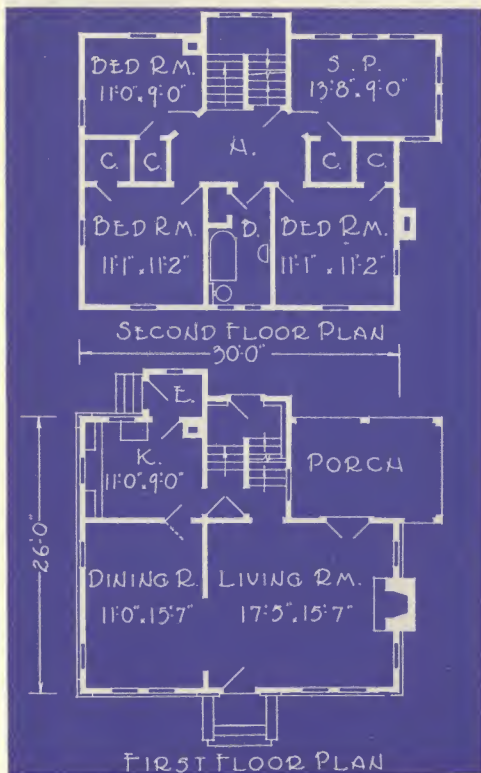 BED RM.
11'·0" × 9'·0"
S. P.
13'·8" × 9'·0"
H.
C.
C.
C.
C.
BED RM.
11'·1" × 11'·2"
B.
BED RM.
11'·1" × 11'·2"
SECOND FLOOR PLAN
30'·0"
E.
K.
11'·0" × 9'·0"
PORCH
26'·0"
DINING R.
11'·0" × 15'·7"
LIVING RM.
17'·5" × 15'·7"
FIRST FLOOR PLAN